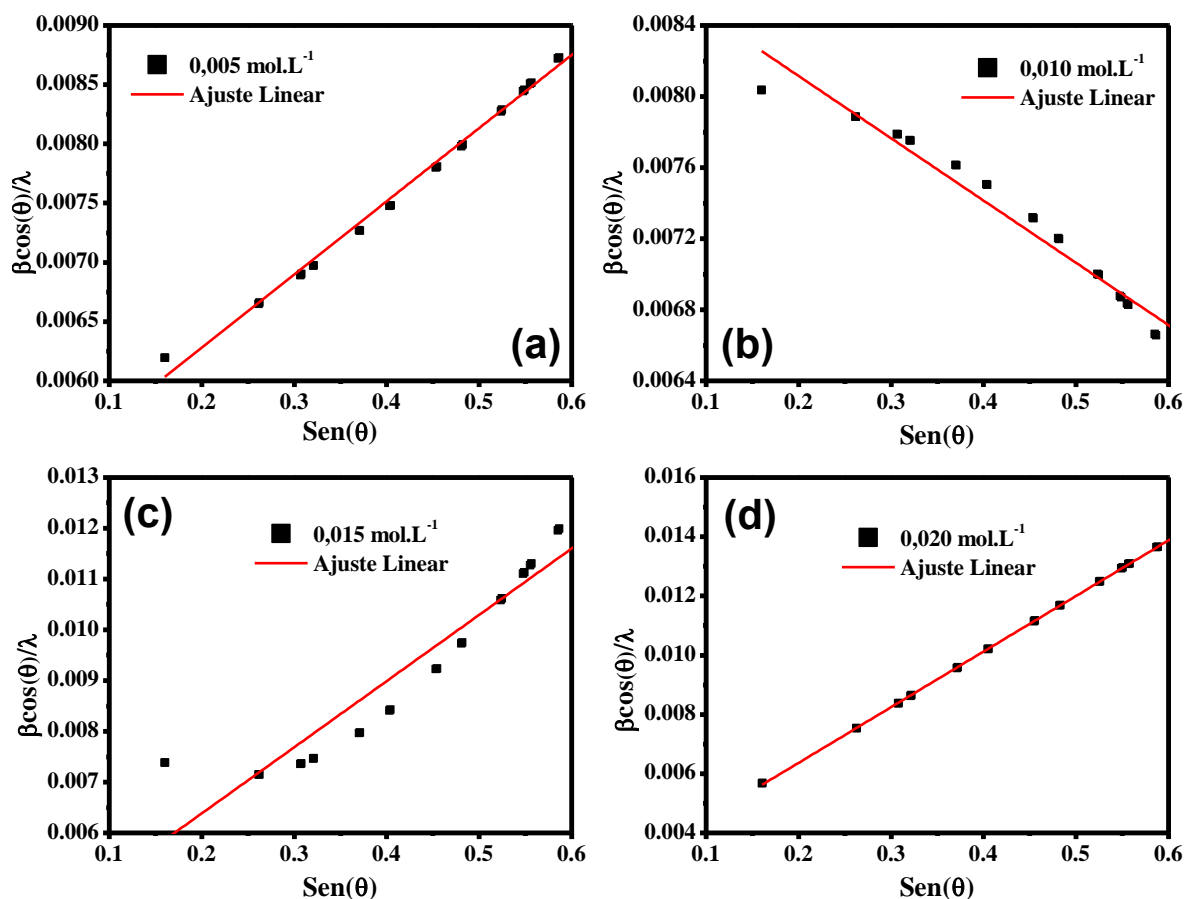 0.0090
0.0085
0.0080
0.0075
0.0070
0.0065
0.0060
βcos(θ)/λ
0,005 mol.L⁻¹
Ajuste Linear
(a)
0.1 0.2 0.3 0.4 0.5 0.6
Sen(θ)
0.0084
0.0080
0.0076
0.0072
0.0068
0.0064
βcos(θ)/λ
0,010 mol.L⁻¹
Ajuste Linear
(b)
0.1 0.2 0.3 0.4 0.5 0.6
Sen(θ)
0.013
0.012
0.011
0.010
0.009
0.008
0.007
0.006
βcos(θ)/λ
(c)
0,015 mol.L⁻¹
Ajuste Linear
0.1 0.2 0.3 0.4 0.5 0.6
Sen(θ)
0.016
0.014
0.012
0.010
0.008
0.006
0.004
βcos(θ)/λ
(d)
0,020 mol.L⁻¹
Ajuste Linear
0.1 0.2 0.3 0.4 0.5 0.6
Sen(θ)